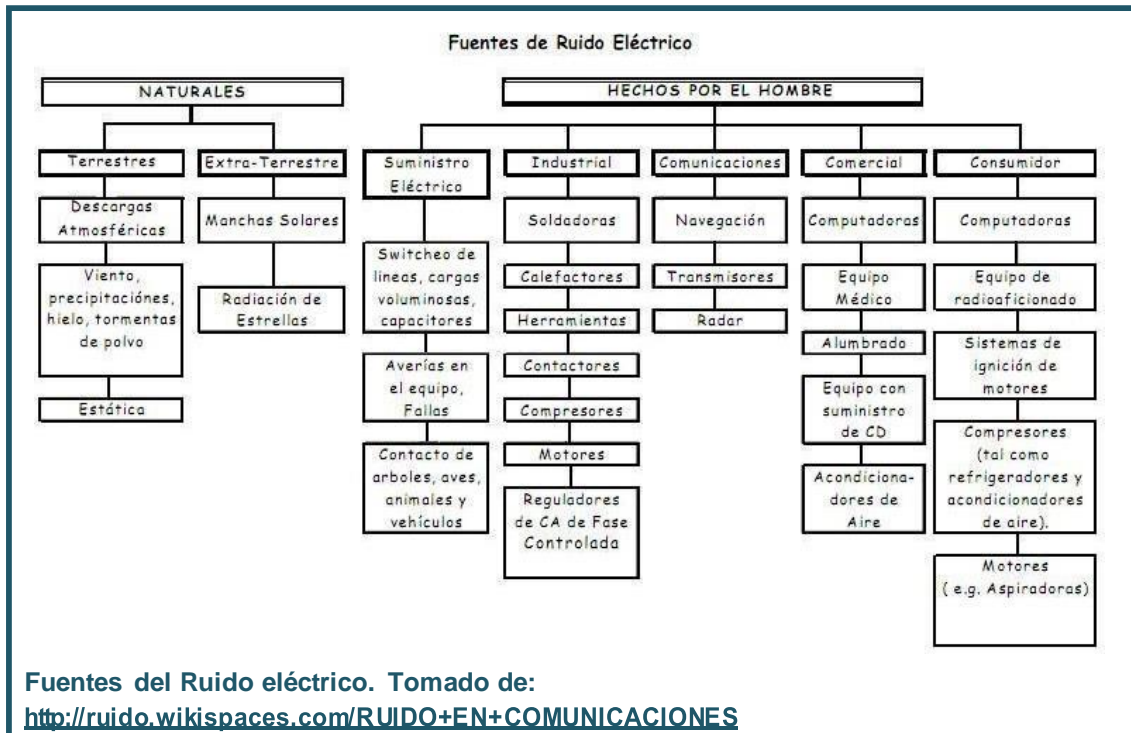 Fuentes de Ruido Eléctrico
NATURALES
Terrestres
Descargas
Atmosféricas
Viento,
precipitaciónes,
hielo, tormentas
de polvo
Estática
Extra-Terrestre
Manchas Solares
Radiación de
Estrellas
HECHOS POR EL HOMBRE
Suministro
Eléctrico
Switcheo de
lineas, cargas
voluminosas,
capacitores
Averías en
el equipo,
Fallas
Contacto de
arboles, aves,
animales y
vehículos
Industrial
Soldadoras
Calefactores
Herramientas
Contactores
Compresores
Motores
Reguladores
de CA de Fase
Controlada
Comunicaciones
Navegación
Transmisores
Radar
Comercial
Computadoras
Equipo
Médico
Alumbrado
Equipo con
suministro
de CD
Acondiciona-
dores de
Aire
Consumidor
Computadoras
Equipo de
radioaficionado
Sistemas de
ignición de
motores
Compresores
(tal como
refrigeradores y
acondicionadores
de aire).
Motores
( e.g. Aspiradoras)
Fuentes del Ruido eléctrico. Tomado de:
http://ruido.wikispaces.com/RUIDO+EN+COMUNICACIONES